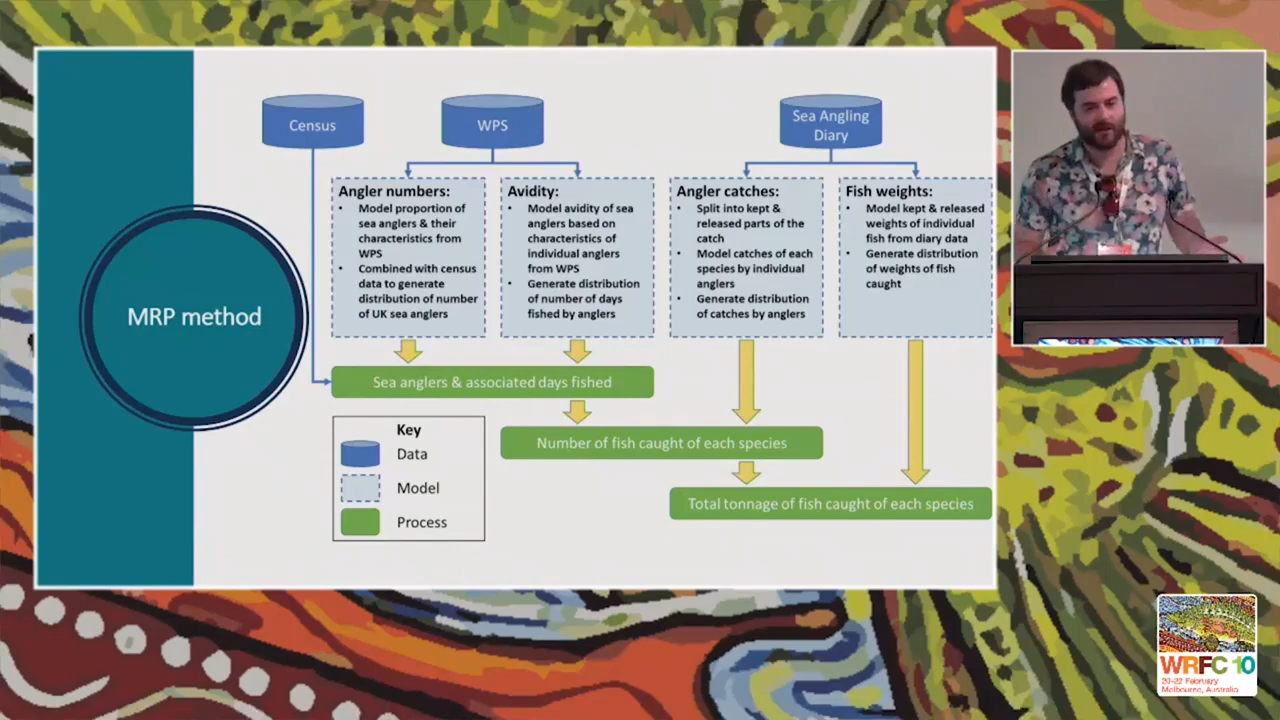 MRP method
Census
WPS
Sea Angling
Diary
Angler numbers:
• Model proportion of
sea anglers & their
characteristics from
WPS
• Combined with census
data to generate
distribution of number
of UK sea anglers
Avidity:
• Model avidity of sea
anglers based on
characteristics of
individual anglers
from WPS
• Generate distribution
of number of days
fished by anglers
Angler catches:
• Split into kept &
released parts of the
catch
• Model catches of each
species by individual
anglers
• Generate distribution
of catches by anglers
Fish weights:
• Model kept & released
weights of individual
fish from diary data
• Generate distribution
of weights of fish
caught
Sea anglers & associated days fished
Number of fish caught of each species
Total tonnage of fish caught of each species
Key
Data
Model
Process
WRFC 10
20-22 February
Melbourne, Australia